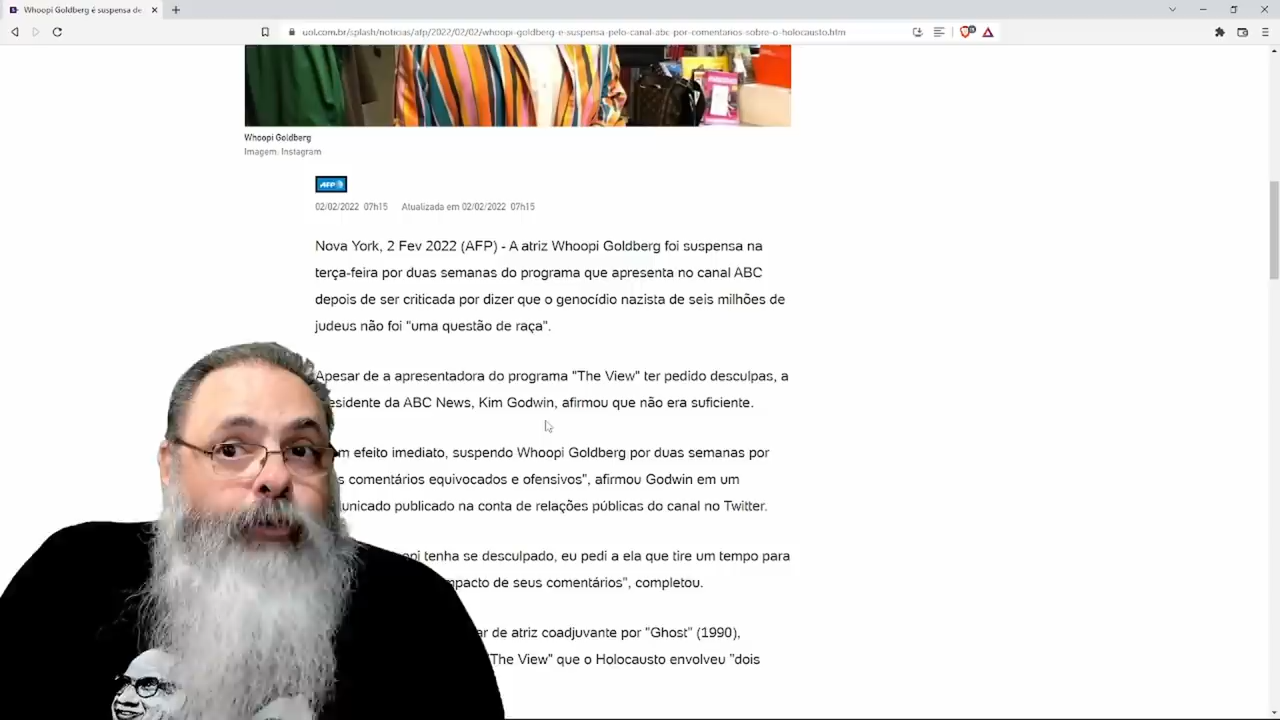 Whoopi Goldberg é suspensa de
uol.com.br/splash/noticias/afp/2022/02/02/whoopi-goldberg-e-suspensa-pelo-canal-abc-por-comentarios-sobre-o-holocausto.htm
Whoopi Goldberg
Imagem: Instagram
AFP
02/02/2022 07h15 Atualizada em 02/02/2022 07h15
Nova York, 2 Fev 2022 (AFP) - A atriz Whoopi Goldberg foi suspensa na
terça-feira por duas semanas do programa que apresenta no canal ABC
depois de ser criticada por dizer que o genocídio nazista de seis milhões de
judeus não foi "uma questão de raça".
Apesar de a apresentadora do programa "The View" ter pedido desculpas, a
esidente da ABC News, Kim Godwin, afirmou que não era suficiente.
m efeito imediato, suspendo Whoopi Goldberg por duas semanas por
s comentários equivocados e ofensivos", afirmou Godwin em um
unicado publicado na conta de relações públicas do canal no Twitter.
opi tenha se desculpado, eu pedi a ela que tire um tempo para
mpacto de seus comentários", completou.
ar de atriz coadjuvante por "Ghost" (1990),
"The View" que o Holocausto envolveu "dois